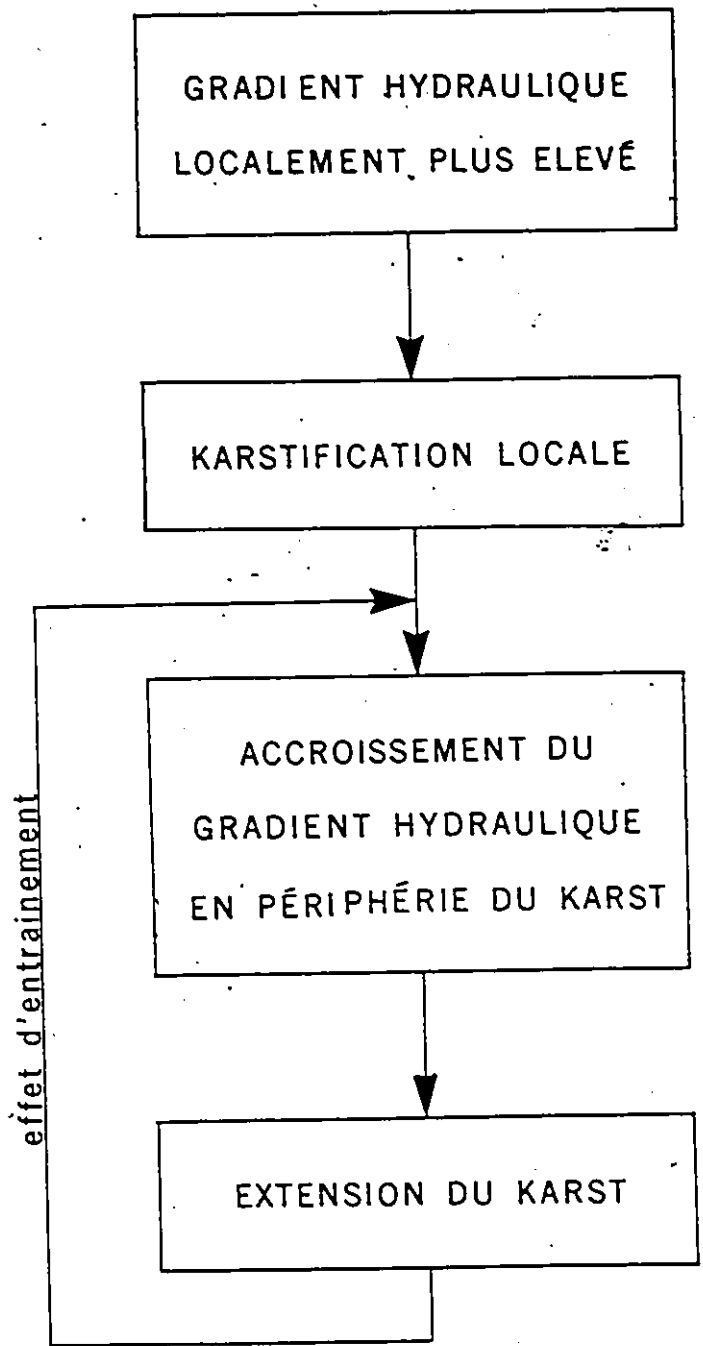 GRADIENT HYDRAULIQUE
LOCALEMENT PLUS ELEVÉ
KARSTIFICATION LOCALE
ACCROISSEMENT DU
GRADIENT HYDRAULIQUE
EN PÉRIPHÉRIE DU KARST
EXTENSION DU KARST
effet d'entrainement